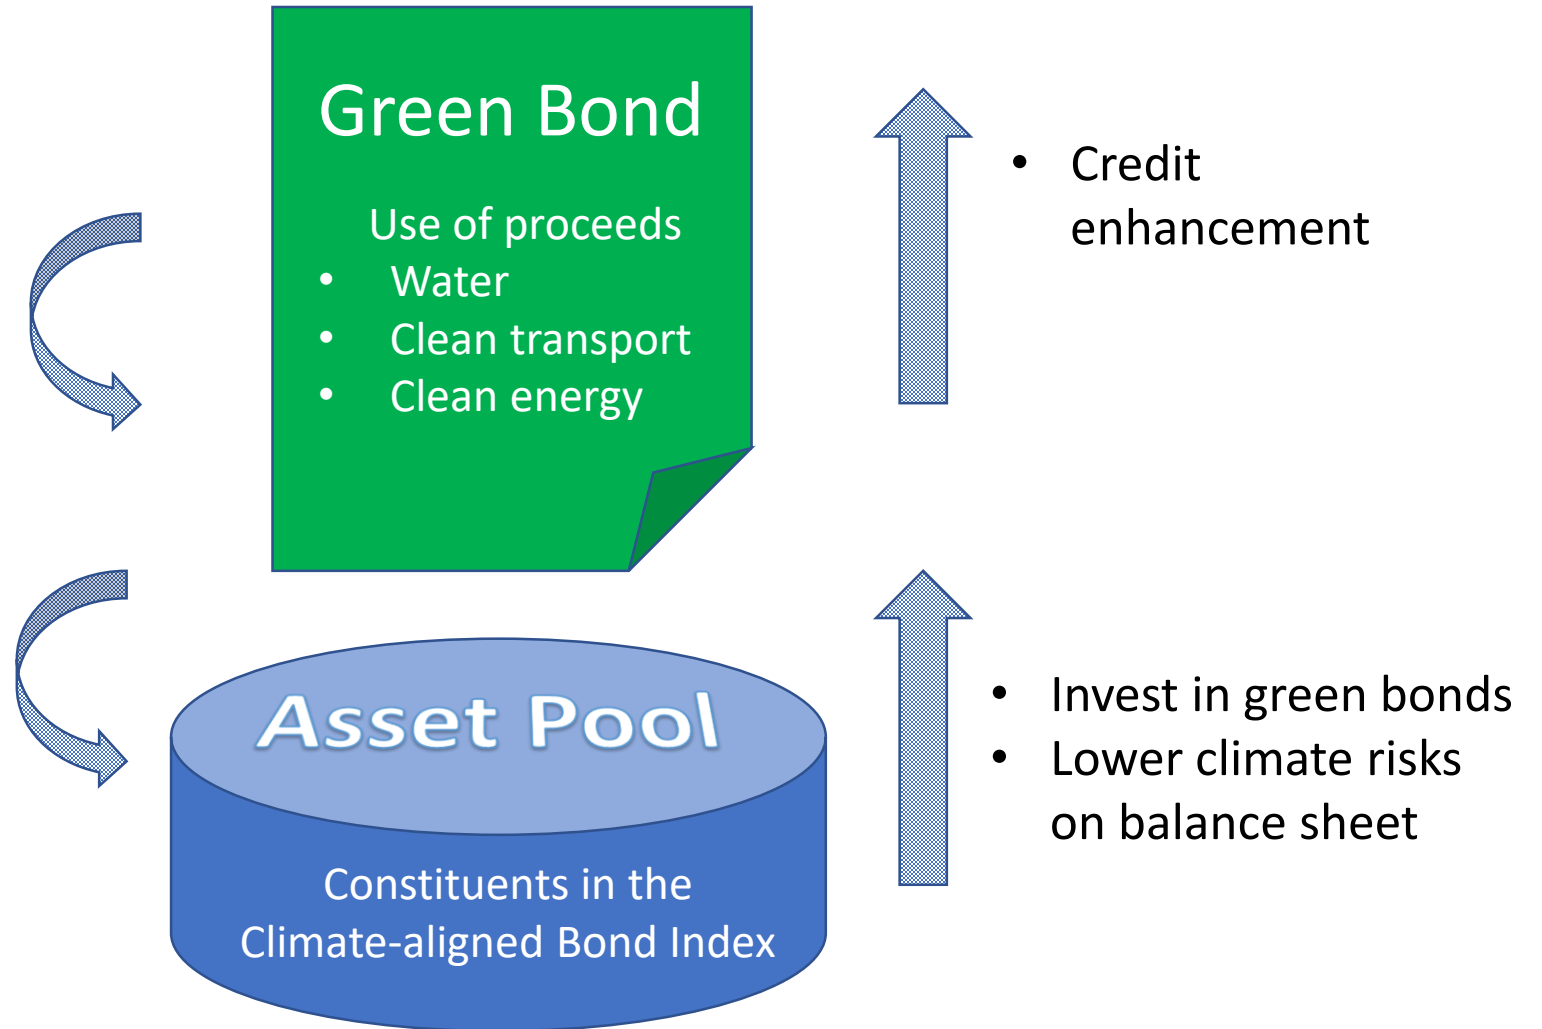 Green Bond
Use of proceeds
• Water
• Clean transport
• Clean energy
• Credit
enhancement
Asset Pool
Constituents in the
Climate-aligned Bond Index
• Invest in green bonds
• Lower climate risks
on balance sheet